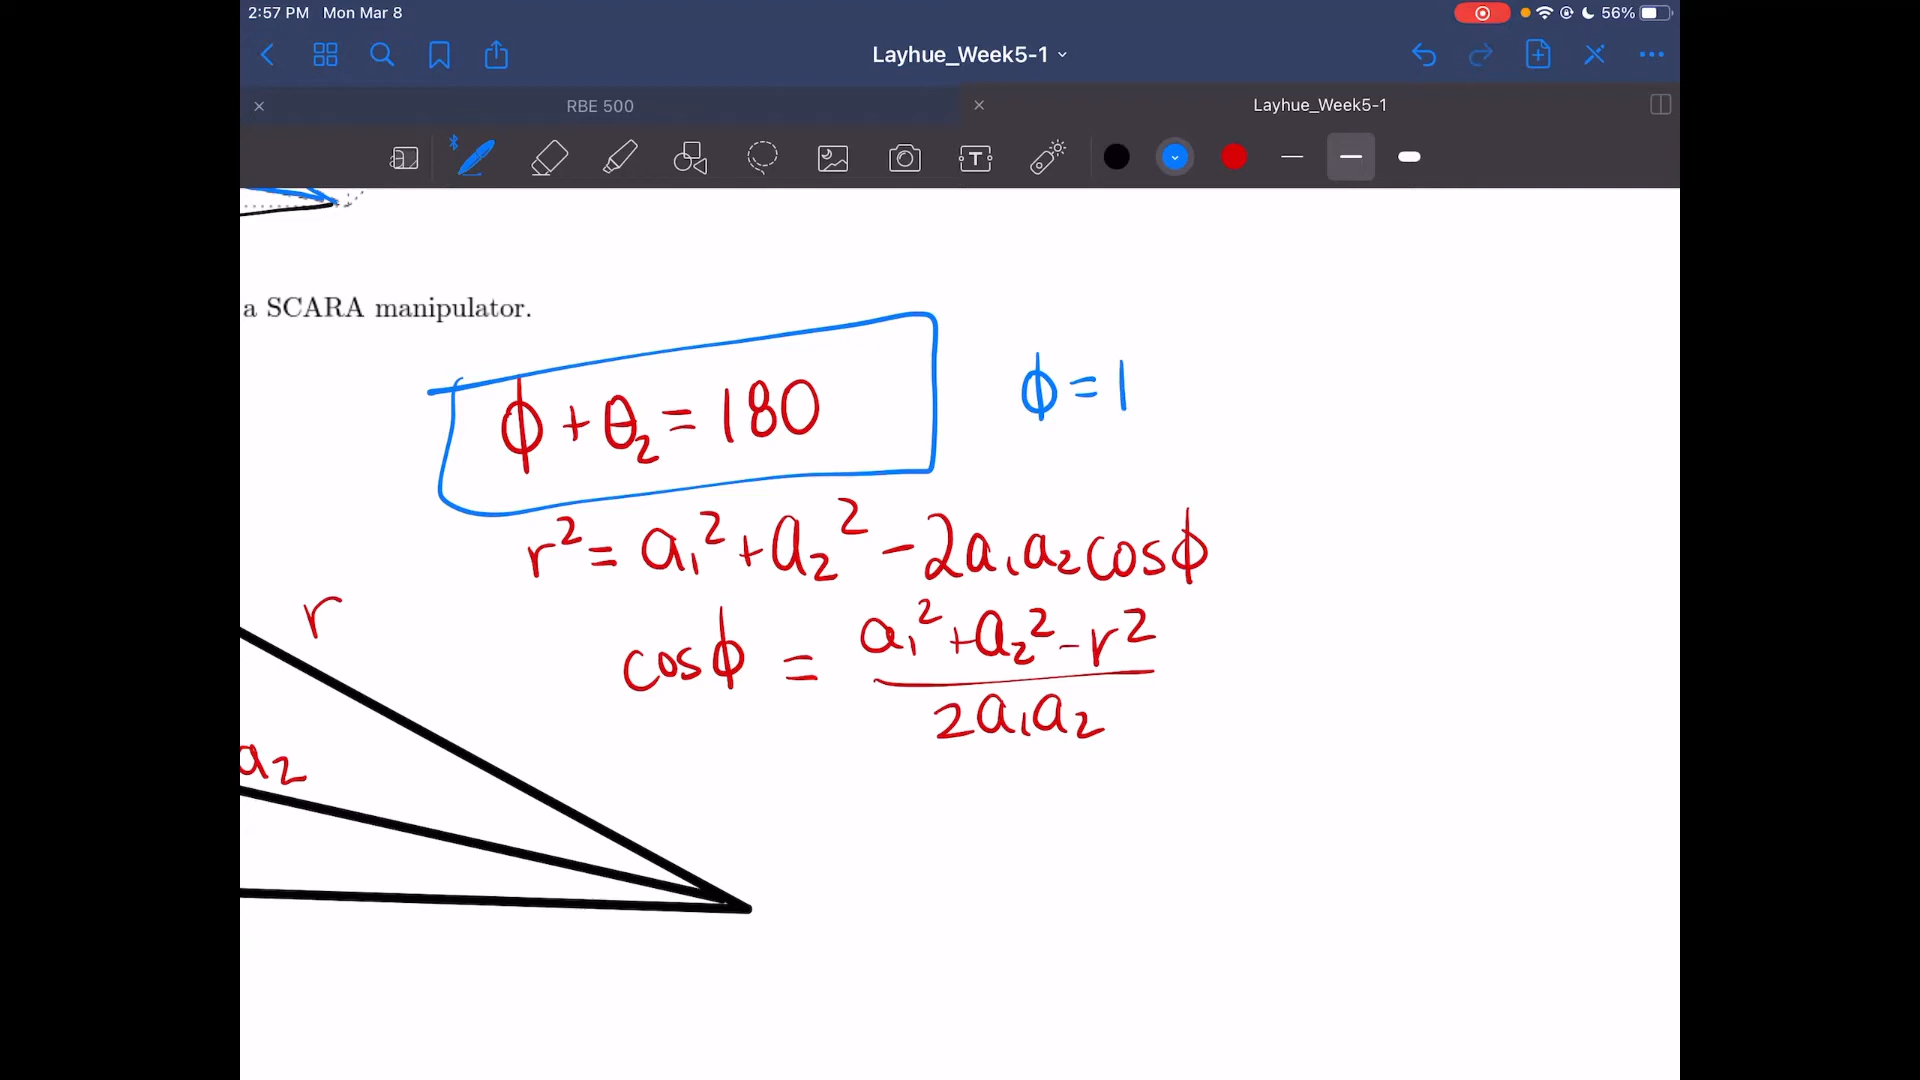 2:57 PM Mon Mar 8
56%
Layhue_Week5-1
RBE 500
Layhue_Week5-1
T
a SCARA manipulator.
ϕ + θ₂ = 180
ϕ = 1
r² = a₁² + a₂² - 2a₁a₂cosϕ
r
cosϕ = a₁² + a₂² - r²
2a₁a₂
a₂